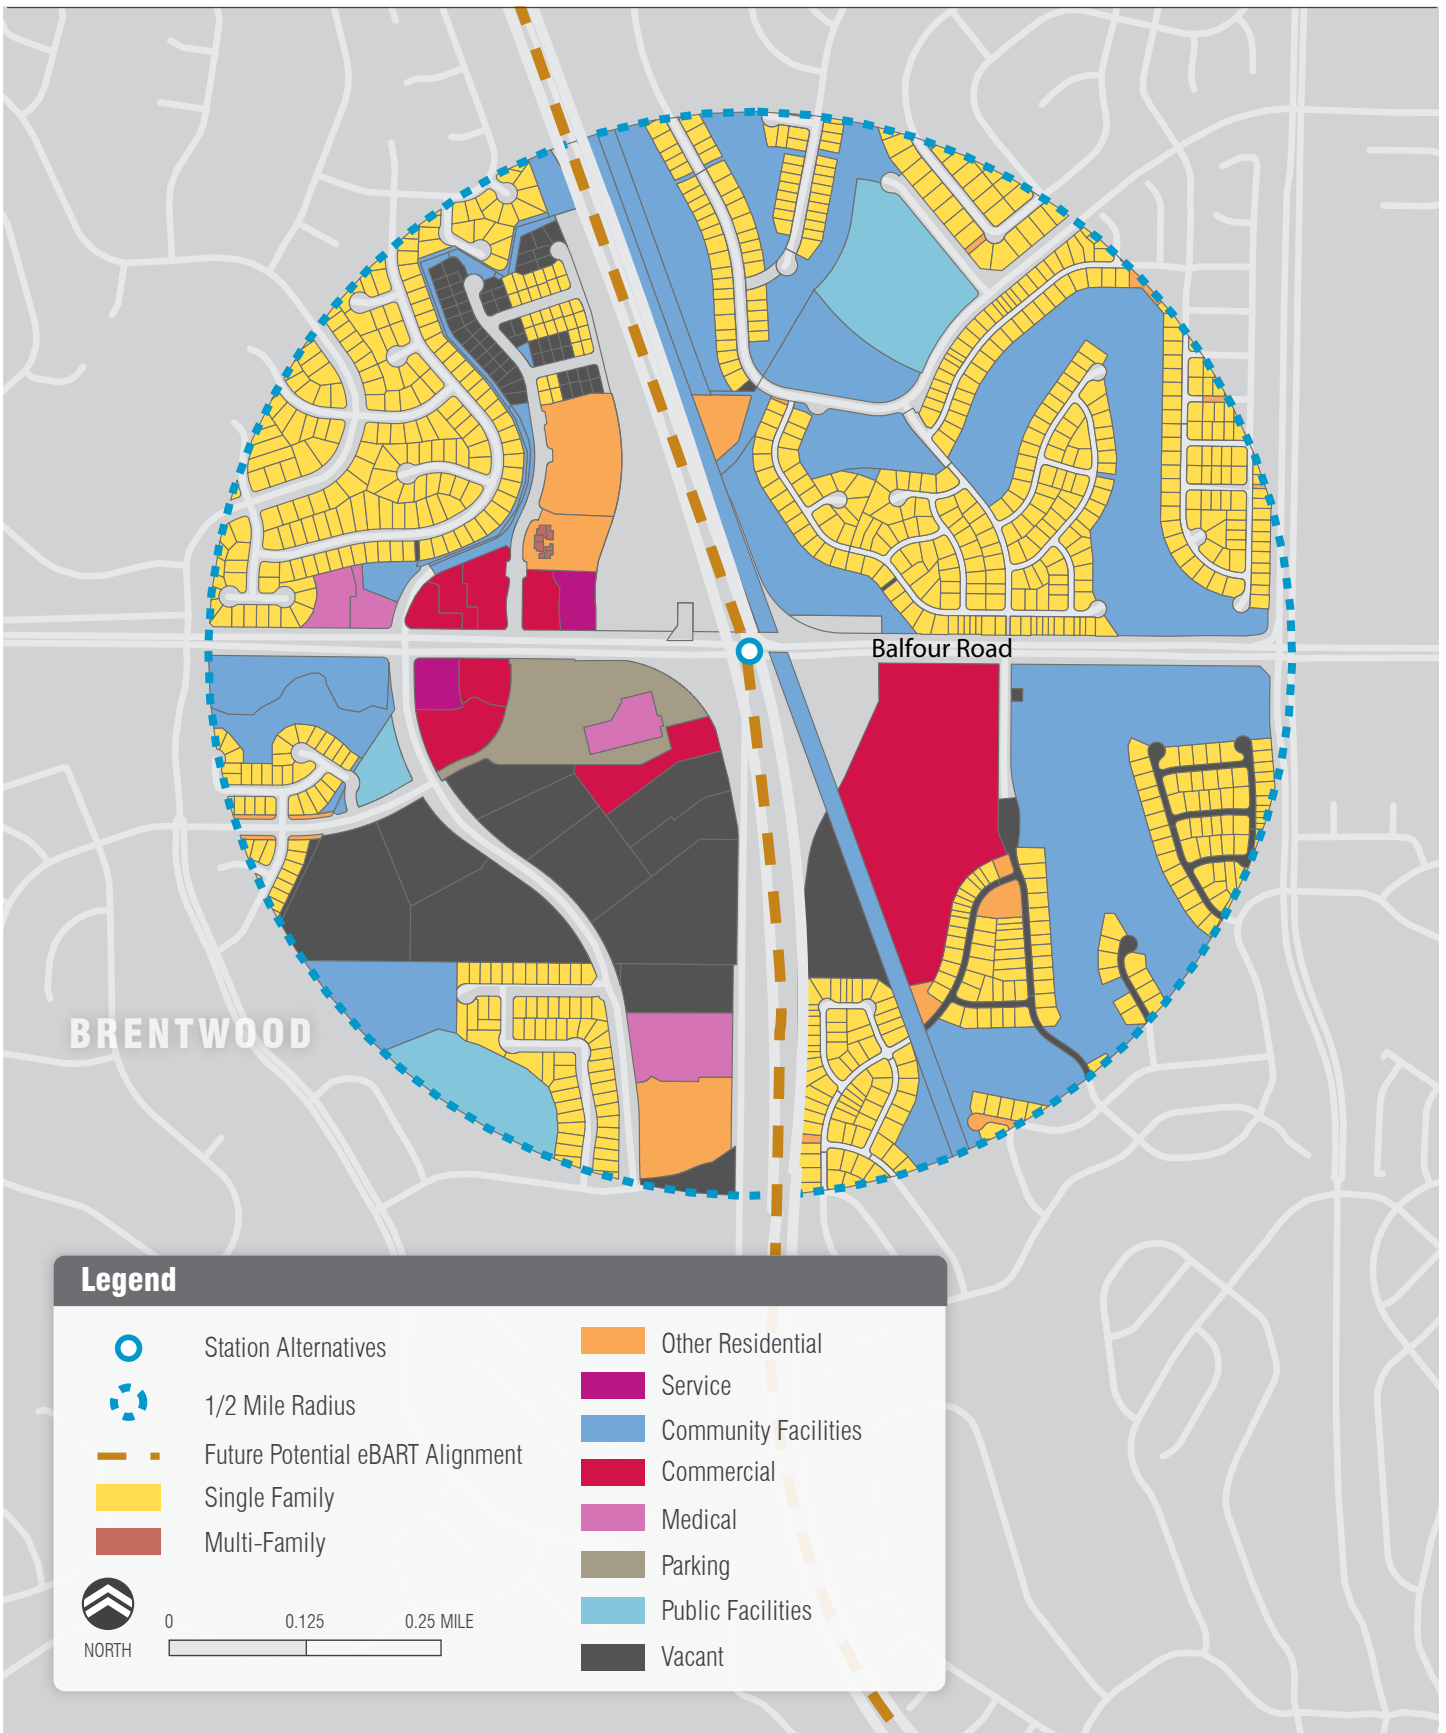 Balfour Road
BRENTWOOD
Legend
Station Alternatives
1/2 Mile Radius
Future Potential eBART Alignment
Single Family
Multi-Family
NORTH
0 0.125 0.25 MILE
Other Residential
Service
Community Facilities
Commercial
Medical
Parking
Public Facilities
Vacant